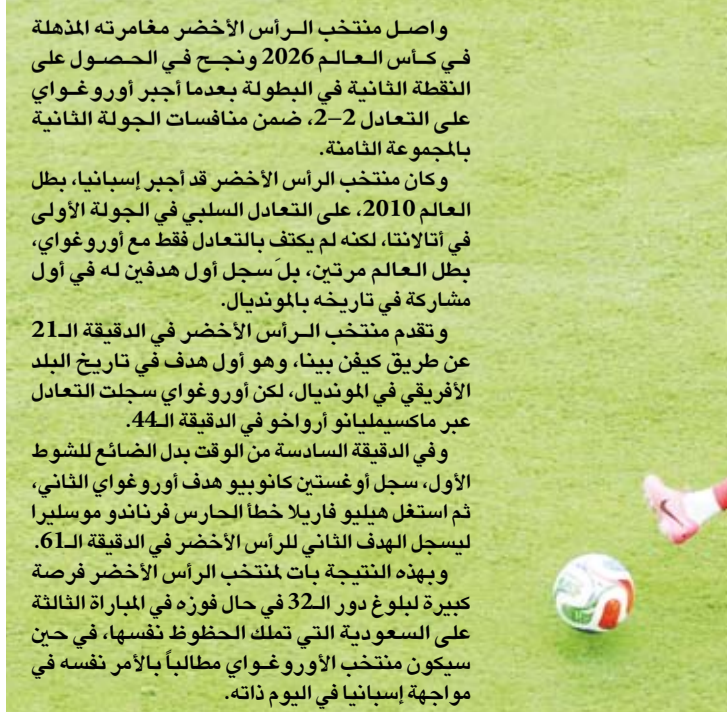 واصل منتخب الرأس الأخضر مغامرته المذهلة
في كأس العالم 2026 ونجح في الحصول على
النقطة الثانية في البطولة بعدما أجبر أوروغواي
على التعادل 2–2، ضمن منافسات الجولة الثانية
بالمجموعة الثامنة.
وكان منتخب الرأس الأخضر قد أجبر إسبانيا، بطل
العالم 2010، على التعادل السلبي في الجولة الأولى
في أتالانتا، لكنه لم يكتف بالتعادل فقط مع أوروغواي،
بطل العالم مرتين، بلَ سجل أول هدفين له في أول
مشاركة في تاريخه بالمونديال.
وتقدم منتخب الرأس الأخضر في الدقيقة الـ21
عن طريق كيفن بينا، وهو أول هدف في تاريخ البلد
الأفريقي في المونديال، لكن أوروغواي سجلت التعادل
عبر ماكسيميليانو أرواخو في الدقيقة الـ44.
وفي الدقيقة السادسة من الوقت بدل الضائع للشوط
الأول، سجل أوغستين كانوبيو هدف أوروغواي الثاني،
ثم استغل هيليو فاريلا خطأ الحارس فرناندو موسليرا
ليسجل الهدف الثاني للرأس الأخضر في الدقيقة الـ61.
وبهذه النتيجة بات لمنتخب الرأس الأخضر فرصة
كبيرة لبلوغ دور الـ32 في حال فوزه في المباراة الثالثة
على السعودية التي تملك الحظوظ نفسها، في حين
سيكون منتخب الأوروغواي مطالباً بالأمر نفسه في
مواجهة إسبانيا في اليوم ذاته.